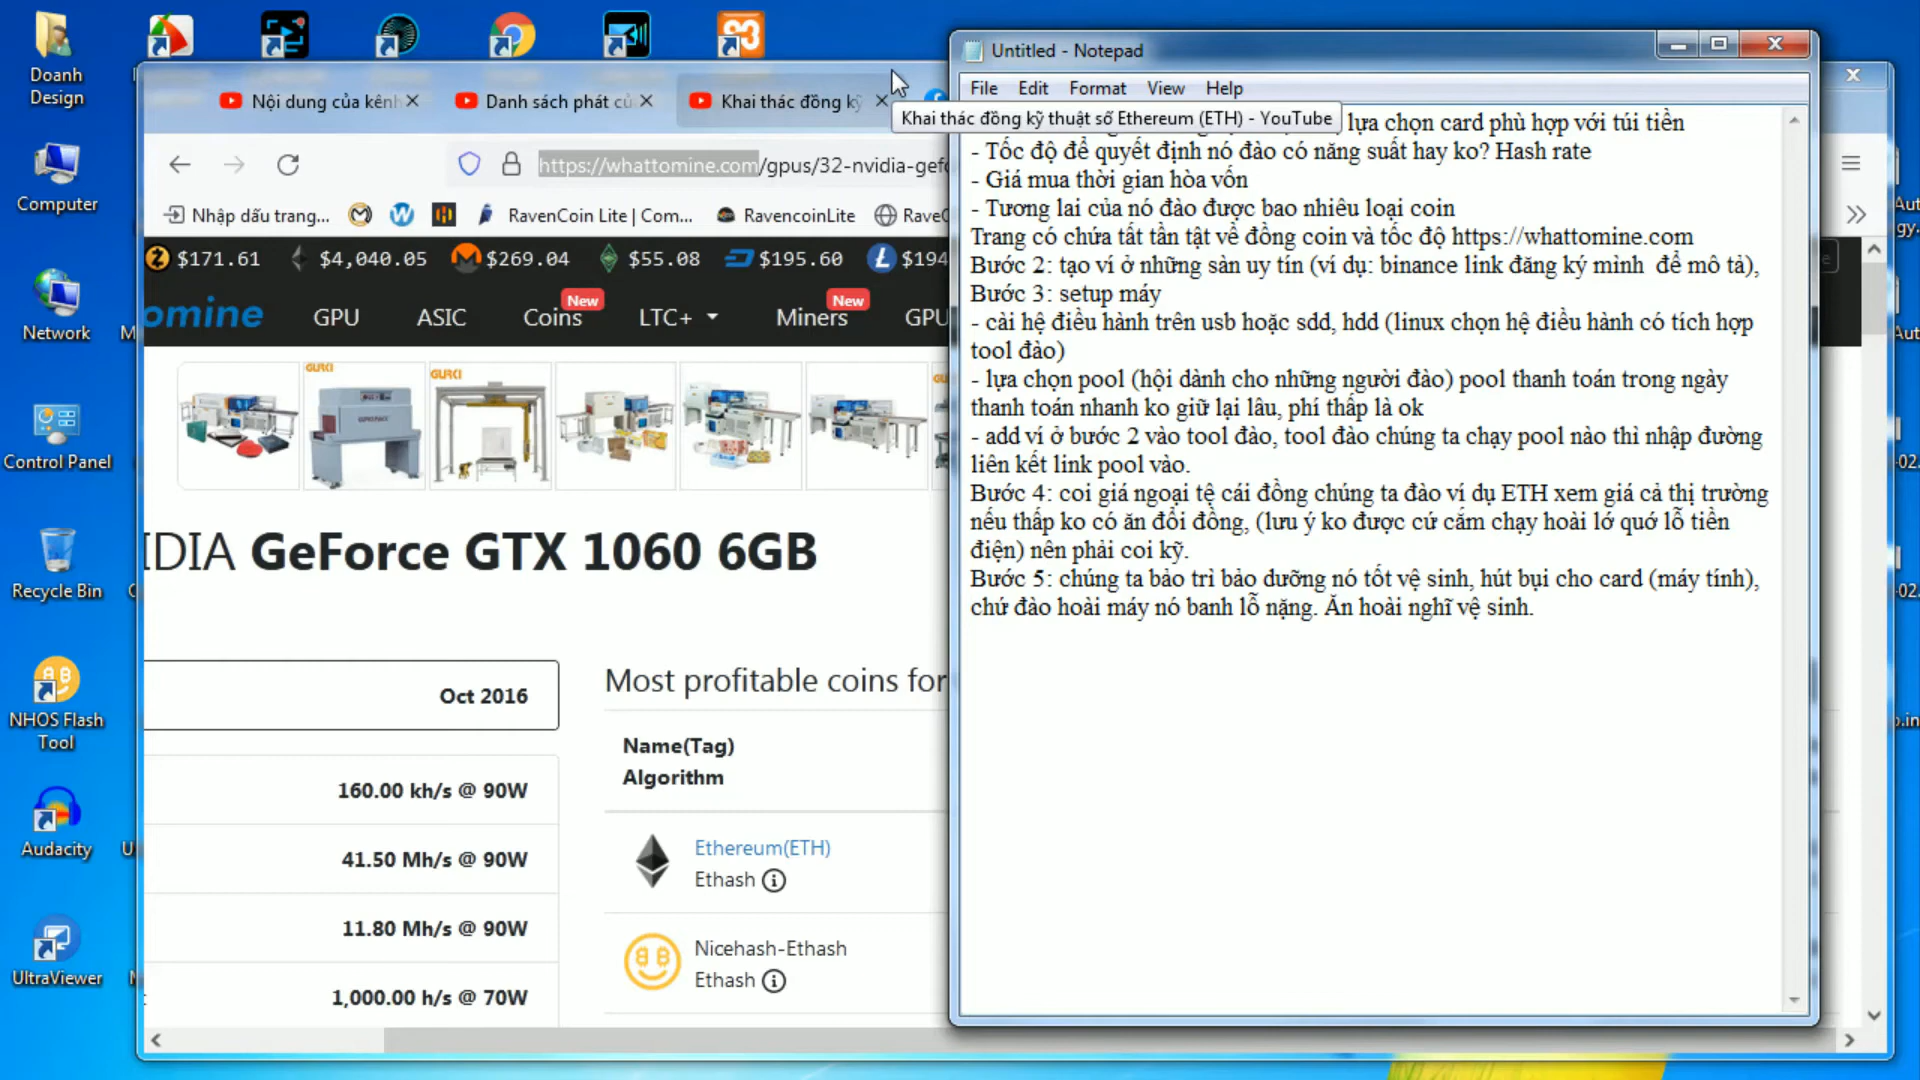 Doanh
Design
Computer
Network
Control Panel
Recycle Bin
NHOS Flash
Tool
Audacity
UltraViewer
Nội dung của kênh
Danh sách phát củ
Khai thác đồng kỹ
Khai thác đồng kỹ thuật số Ethereum (ETH) - YouTube
https://whattomine.com/gpus/32-nvidia-gefo
Nhập dấu trang...
RavenCoin Lite | Com...
RavencoinLite
RaveC
$171.61
$4,040.05
$269.04
$55.08
$195.60
$194
omine
GPU
ASIC
Coins
New
LTC+
Miners
New
GPU
GURKI
GURKI
IDIA GeForce GTX 1060 6GB
Oct 2016
160.00 kh/s @ 90W
41.50 Mh/s @ 90W
11.80 Mh/s @ 90W
1,000.00 h/s @ 70W
Most profitable coins for
Name(Tag)
Algorithm
Ethereum(ETH)
Ethash
Nicehash-Ethash
Ethash
Untitled - Notepad
File Edit Format View Help
lựa chọn card phù hợp với túi tiền
- Tốc độ để quyết định nó đào có năng suất hay ko? Hash rate
- Giá mua thời gian hòa vốn
- Tương lai của nó đào được bao nhiêu loại coin
Trang có chứa tất tần tật về đồng coin và tốc độ https://whattomine.com
Bước 2: tạo ví ở những sàn uy tín (ví dụ: binance link đăng ký mình để mô tả),
Bước 3: setup máy
- cài hệ điều hành trên usb hoặc sdd, hdd (linux chọn hệ điều hành có tích hợp
tool đào)
- lựa chọn pool (hội dành cho những người đào) pool thanh toán trong ngày
thanh toán nhanh ko giữ lại lâu, phí thấp là ok
- add ví ở bước 2 vào tool đào, tool đào chúng ta chạy pool nào thì nhập đường
liên kết link pool vào.
Bước 4: coi giá ngoại tệ cái đồng chúng ta đào ví dụ ETH xem giá cả thị trường
nếu thấp ko có ăn đổi đồng, (lưu ý ko được cứ cắm chạy hoài lớ quớ lỗ tiền
điện) nên phải coi kỹ.
Bước 5: chúng ta bảo trì bảo dưỡng nó tốt vệ sinh, hút bụi cho card (máy tính),
chứ đào hoài máy nó banh lỗ nặng. Ăn hoài nghĩ vệ sinh.